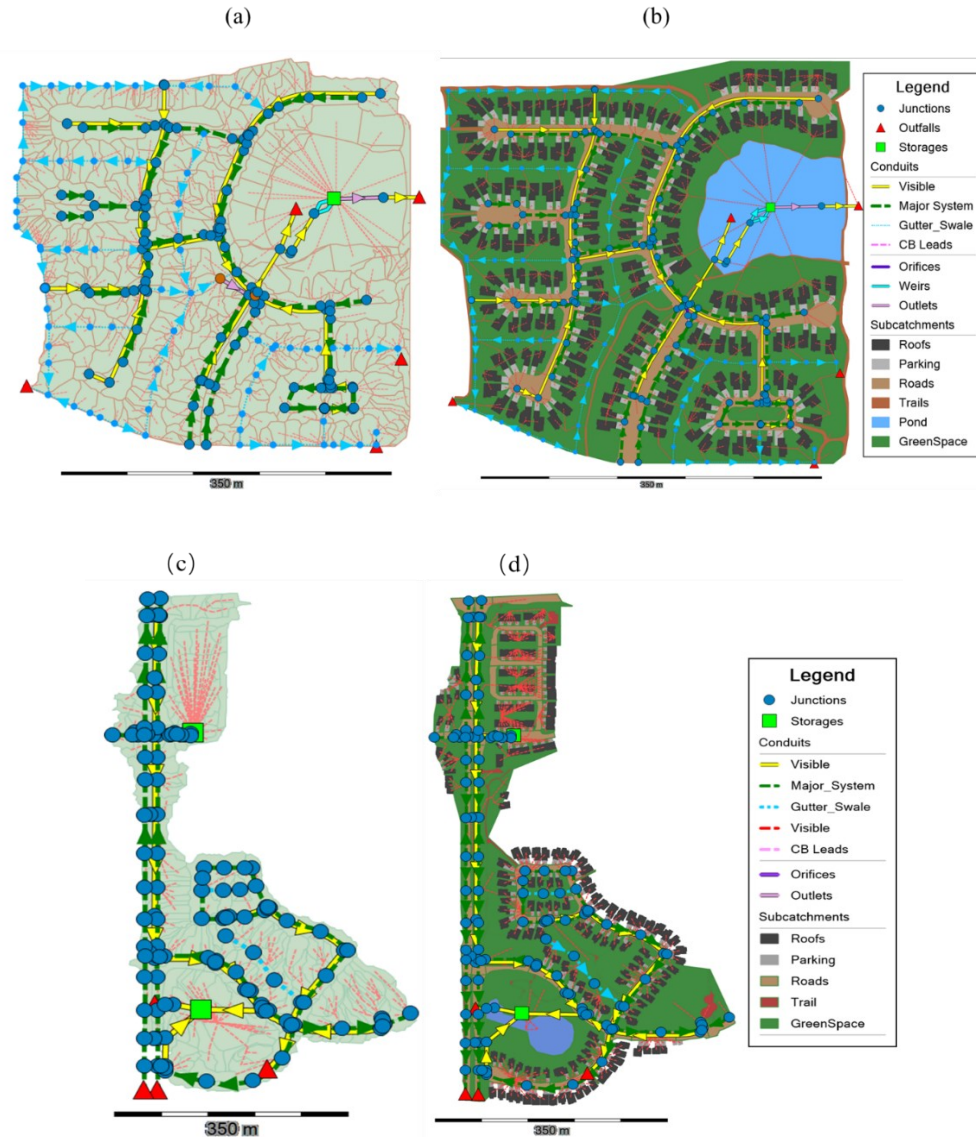 (a)
(b)
Legend
Junctions
Outfalls
Storages
Conduits
Visible
Major System
Gutter_Swale
CB Leads
Orifices
Weirs
Outlets
Subcatchments
Roofs
Parking
Roads
Trails
Pond
GreenSpace
350 m
350 m
(c)
(d)
Legend
Junctions
Storages
Conduits
Visible
Major_System
Gutter_Swale
Visible
CB Leads
Orifices
Outlets
Subcatchments
Roofs
Parking
Roads
Trail
GreenSpace
350 m
350 m